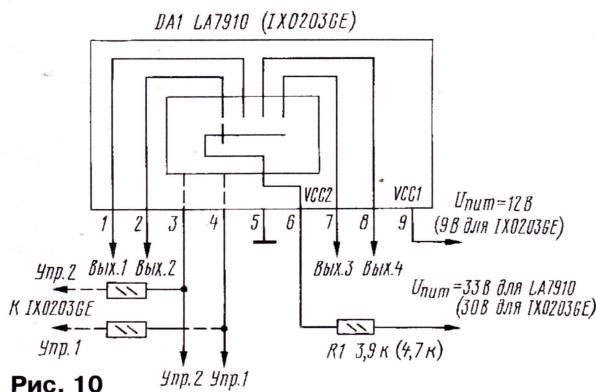 DA1 LA7910 (IX0203GE)
VCC2 VCC1
1 2 3 4 5 6 7 8 9
Uпит=12В
(9В для IX0203GE)
Вых.1 Вых.2 Вых.3 Вых.4
Упр.2
К IX0203GE
Упр.1
Uпит=33В для LA7910
(30В для IX0203GE)
R1 3,9 к (4,7 к)
Упр.2 Упр.1
Рис. 10